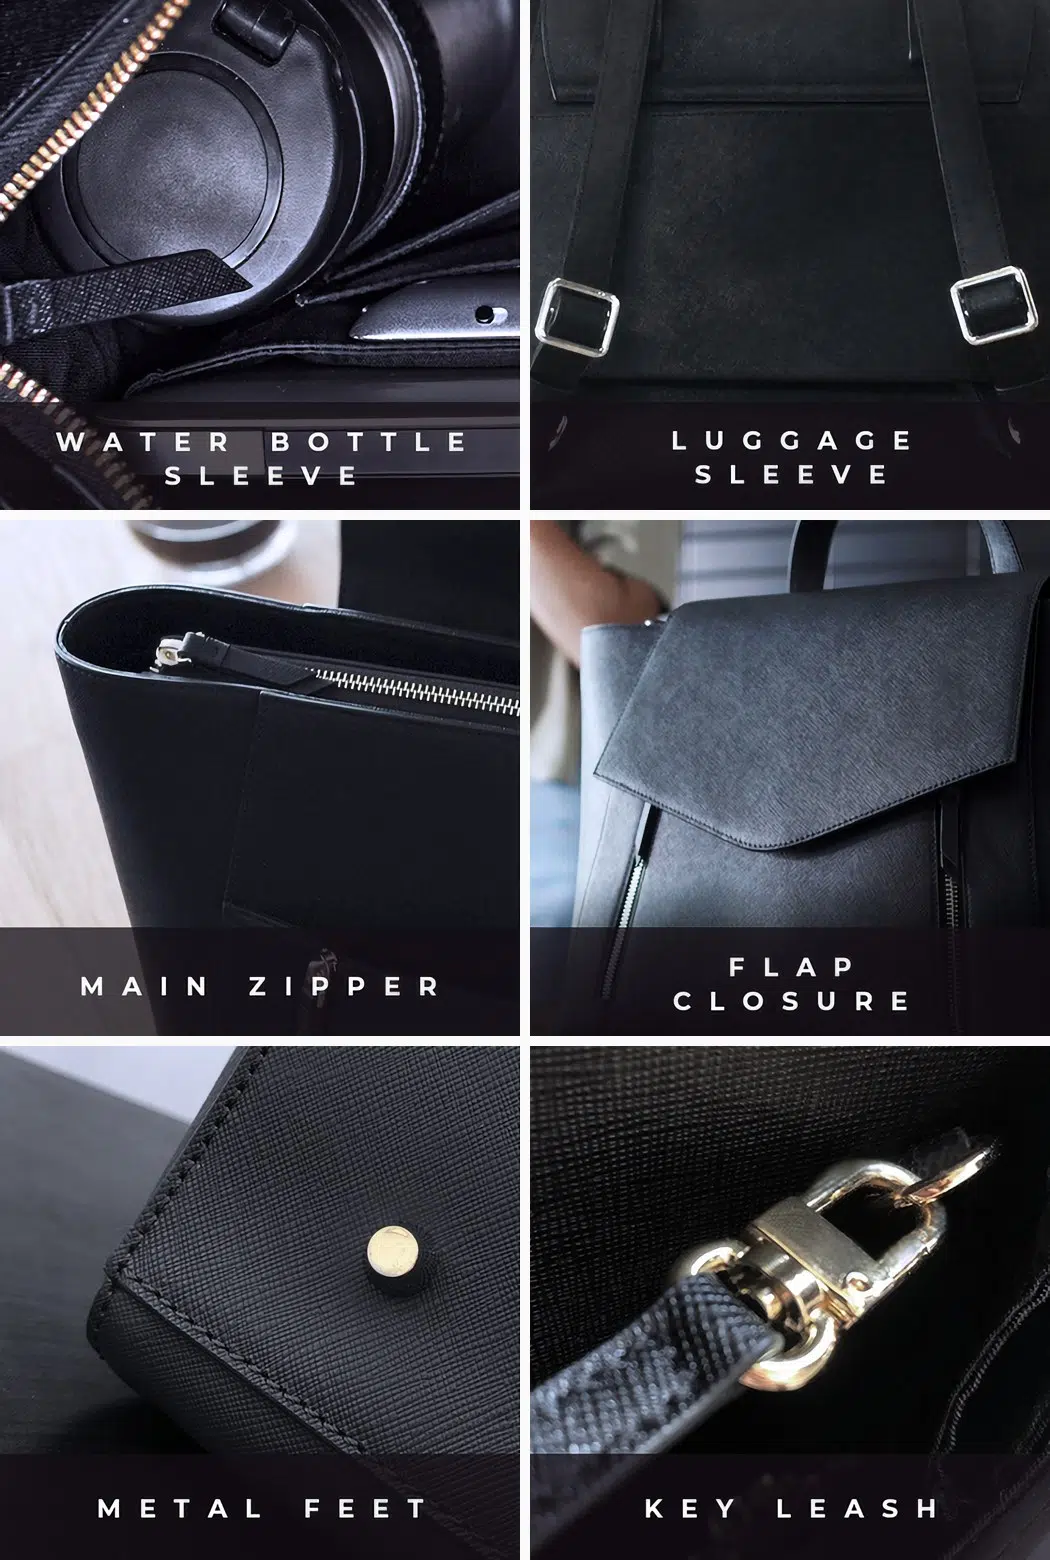 WATER BOTTLE
SLEEVE
LUGGAGE
SLEEVE
MAIN ZIPPER
FLAP
CLOSURE
METAL FEET
KEY LEASH